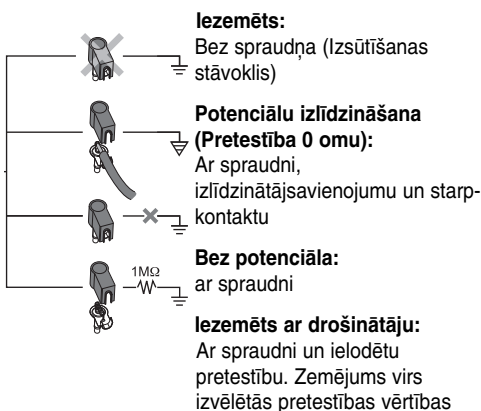 Iezemēts:
Bez spraudņa (Izsūtīšanas
stāvoklis)
Potenciālu izlīdzināšana
(Pretestība 0 omu):
Ar spraudni,
izlīdzinātājsavienojumu un starp-
kontaktu
Bez potenciāla:
ar spraudni
1MΩ
Iezemēts ar drošinātāju:
Ar spraudni un ielodētu
pretestību. Zemējums virs
izvēlētās pretestības vērtības